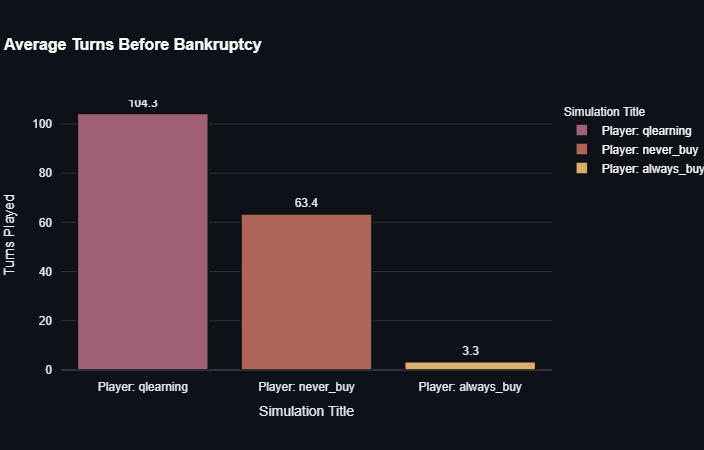 Average Turns Before Bankruptcy
104.3
63.4
3.3
100
80
60
40
20
0
Turns Played
Player: qlearning
Player: never_buy
Player: always_buy
Simulation Title
Simulation Title
Player: qlearning
Player: never_buy
Player: always_buy